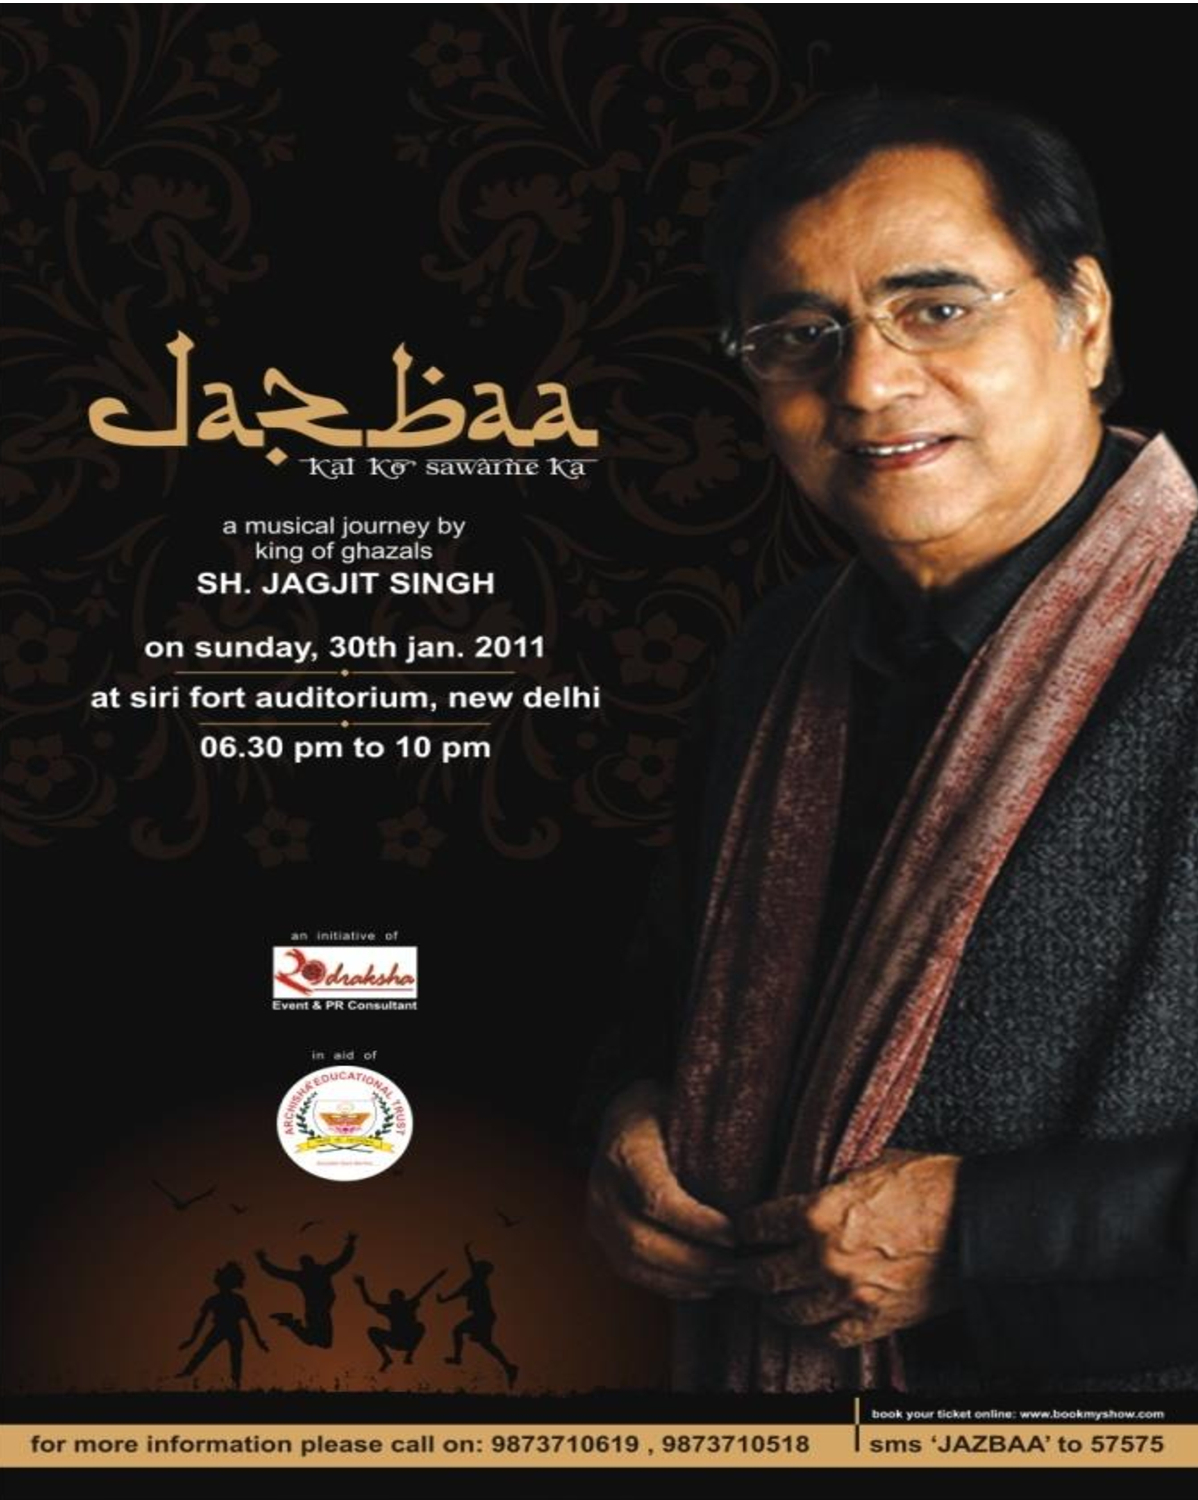 Jazbaa
kal ko sawarne ka
a musical journey by
king of ghazals
SH. JAGJIT SINGH
on sunday, 30th jan. 2011
at siri fort auditorium, new delhi
06.30 pm to 10 pm
an initiative of
Rudraksha
Event & PR Consultant
in aid of
ARCHISHA EDUCATIONAL TRUST
book your ticket online: www.bookmyshow.com
for more information please call on: 9873710619 , 9873710518
sms ‘JAZBAA’ to 57575